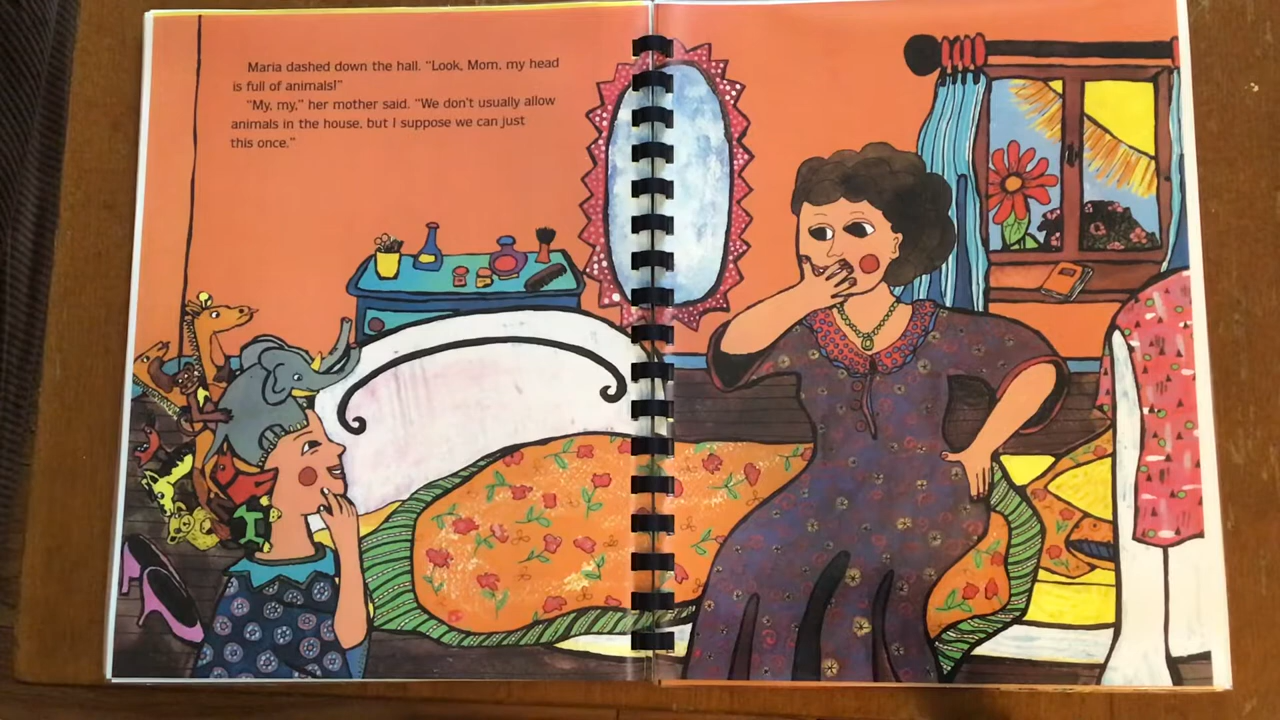 Maria dashed down the hall. “Look, Mom, my head
is full of animals!”
“My, my,” her mother said. “We don’t usually allow
animals in the house, but I suppose we can just
this once.”